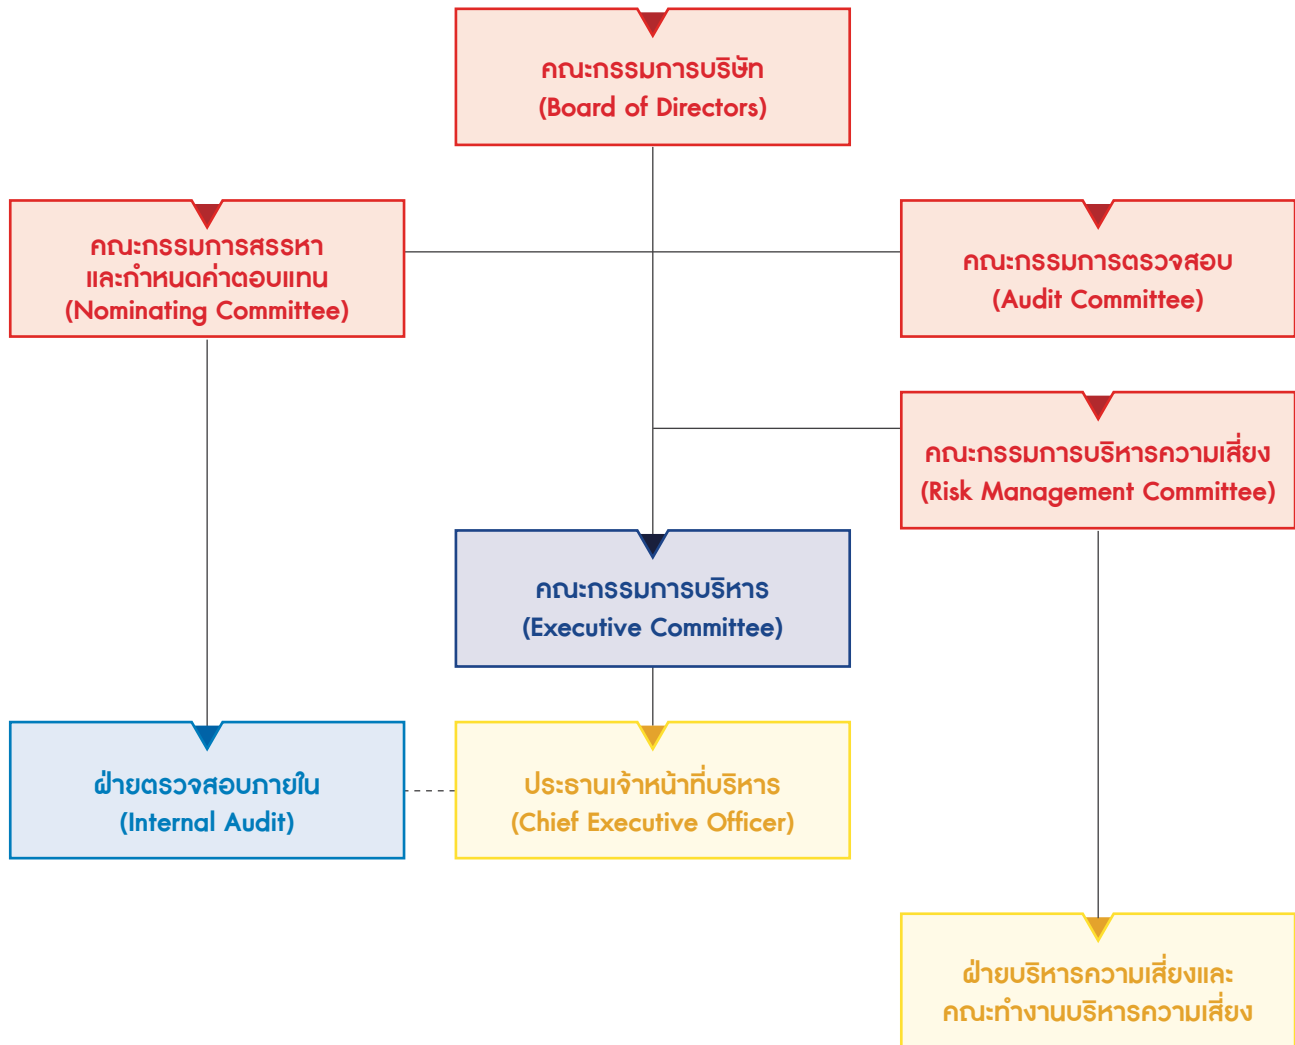 คณะกรรมการบริษัท
(Board of Directors)
คณะกรรมการสรรหา
และกำหนดค่าตอบแทน
(Nominating Committee)
คณะกรรมการตรวจสอบ
(Audit Committee)
คณะกรรมการบริหารความเสี่ยง
(Risk Management Committee)
คณะกรรมการบริหาร
(Executive Committee)
ฝ่ายตรวจสอบภายใน
(Internal Audit)
ประธานเจ้าหน้าที่บริหาร
(Chief Executive Officer)
ฝ่ายบริหารความเสี่ยงและ
คณะทำงานบริหารความเสี่ยง